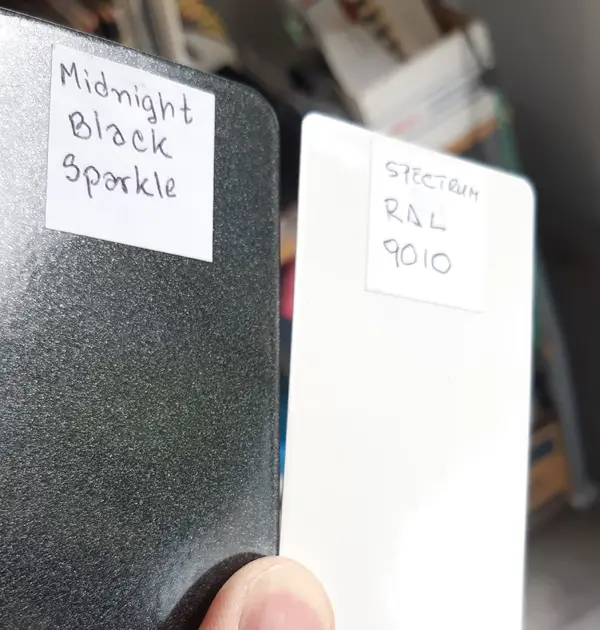 Midnight
Black
Sparkle
SPECTRUM
RAL
9010